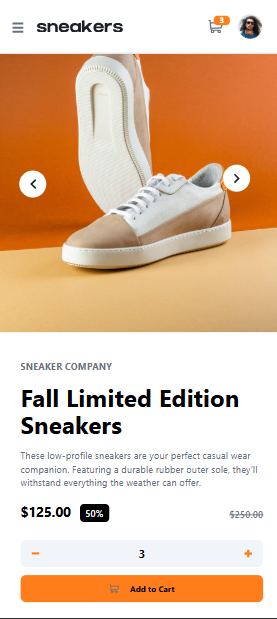 sneakers
3
SNEAKER COMPANY
Fall Limited Edition
Sneakers
These low-profile sneakers are your perfect casual wear
companion. Featuring a durable rubber outer sole, they'll
withstand everything the weather can offer.
$125.00 50% $250.00
3
Add to Cart